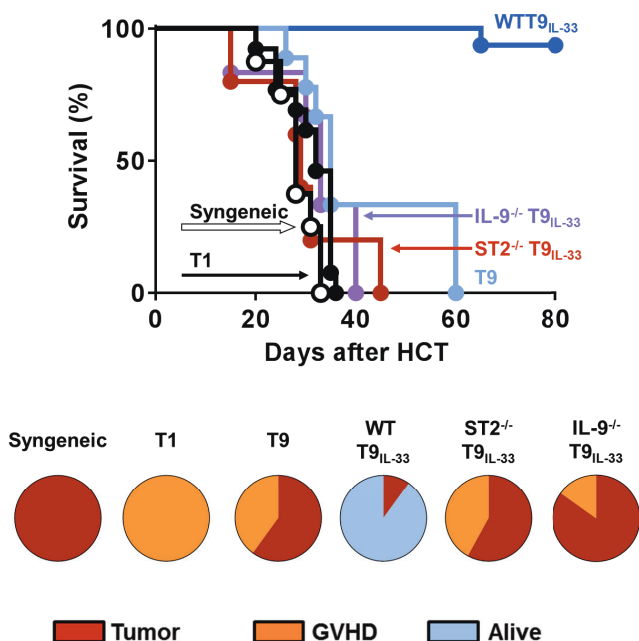 WTT9IL-33
Survival (%)
100
50
0
Syngeneic
T1
IL-9-/- T9IL-33
ST2-/- T9IL-33
T9
0 20 40 60 80
Days after HCT
Syngeneic T1 T9 WT T9IL-33 ST2-/- T9IL-33 IL-9-/- T9IL-33
Tumor GVHD Alive